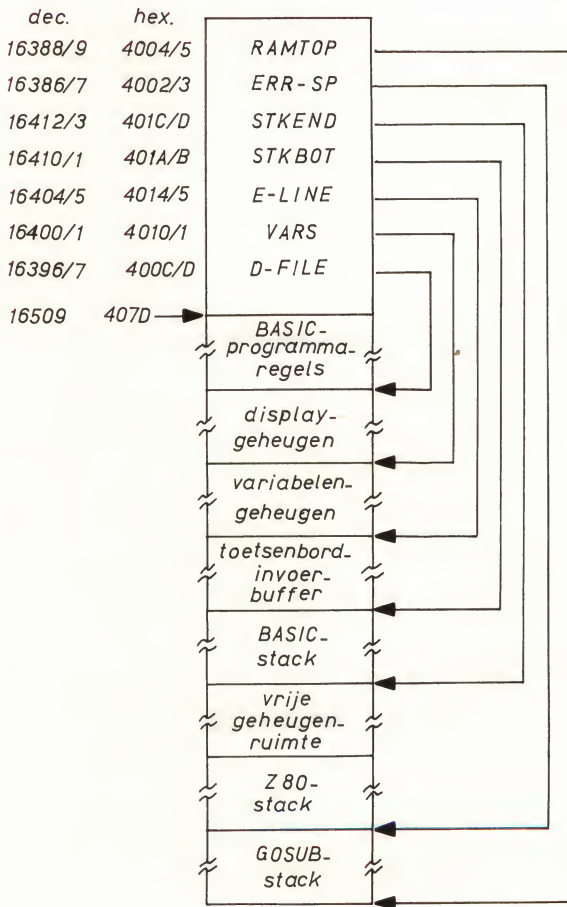 dec. hex.
16388/9 4004/5 RAMTOP
16386/7 4002/3 ERR-SP
16412/3 401C/D STKEND
16410/1 401A/B STKBOT
16404/5 4014/5 E-LINE
16400/1 4010/1 VARS
16396/7 400C/D D-FILE
16509 407D
BASIC-
programma-
regels
display-
geheugen
variabelen-
geheugen
toetsenbord-
invoer-
buffer
BASIC-
stack
vrije
geheugen-
ruimte
Z80-
stack
GOSUB-
stack